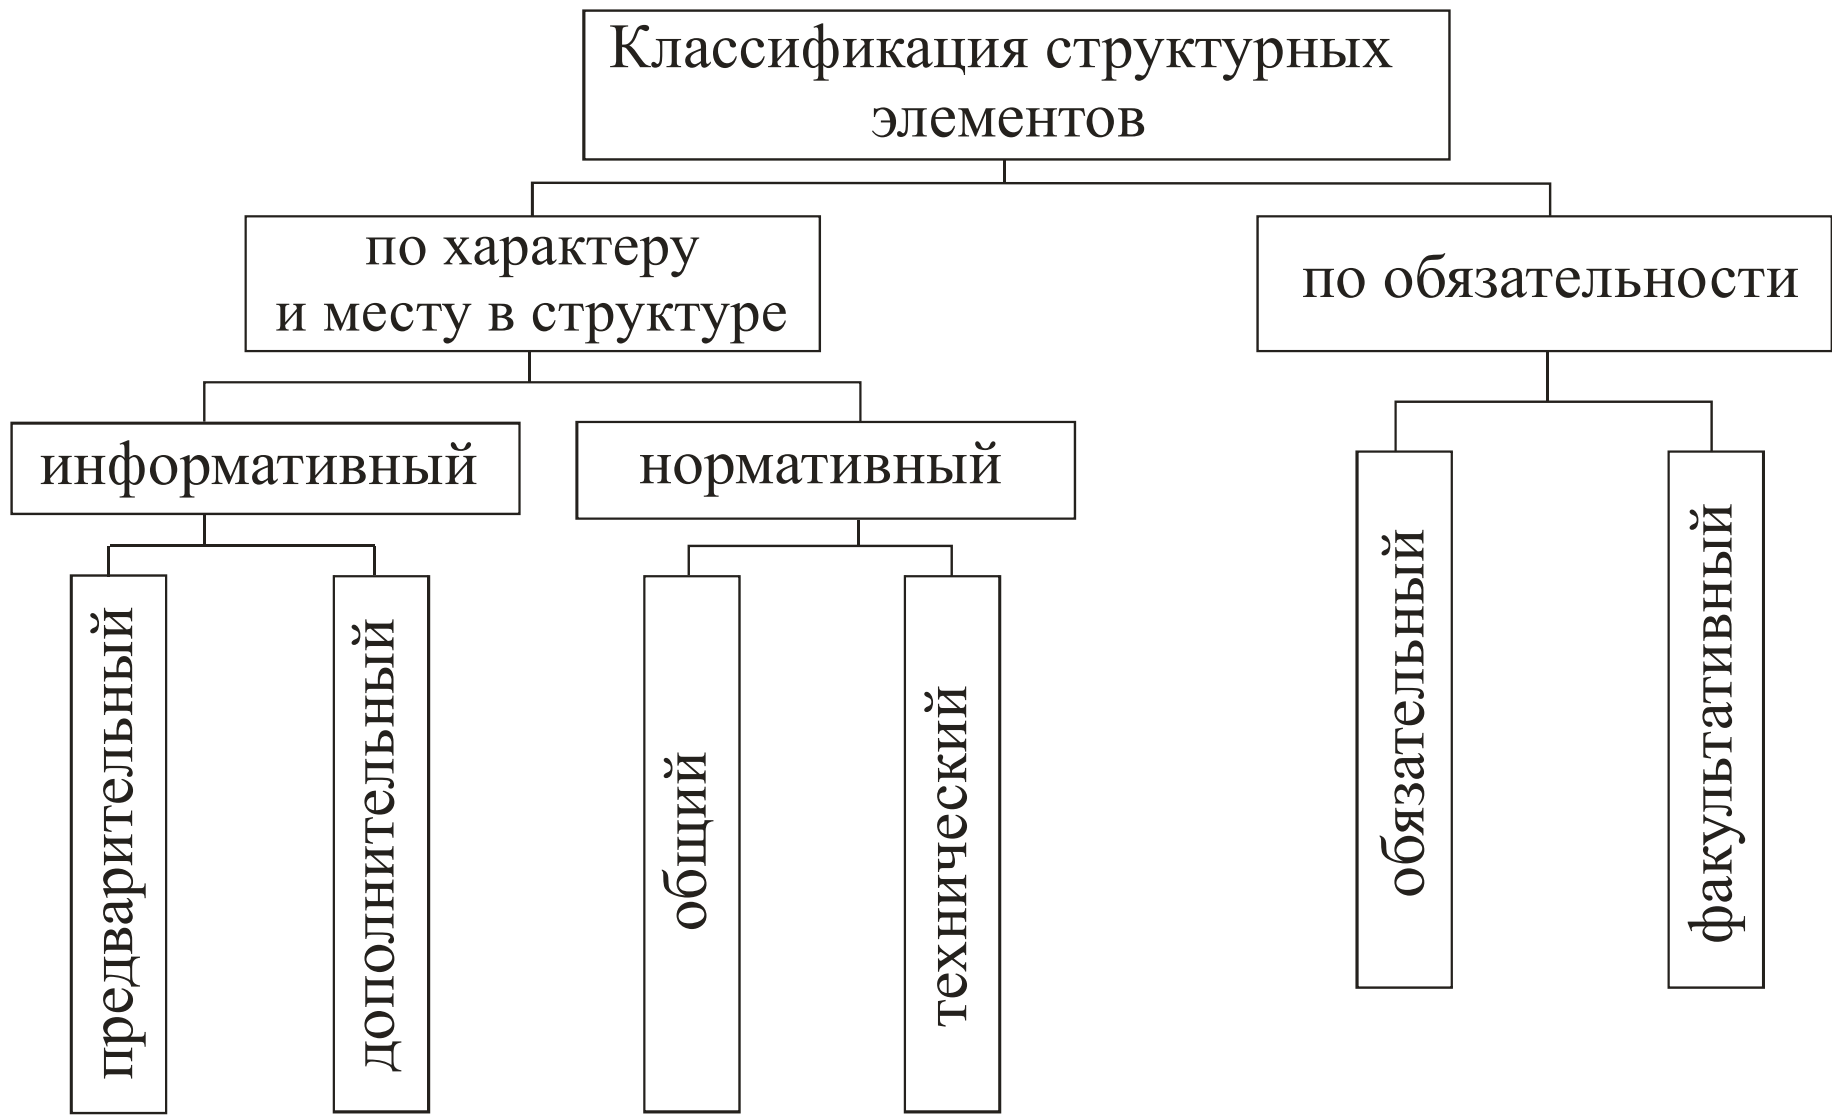 Классификация структурных
элементов
по характеру
и месту в структуре
по обязательности
информативный
нормативный
предварительный
дополнительный
общий
технический
обязательный
факультативный